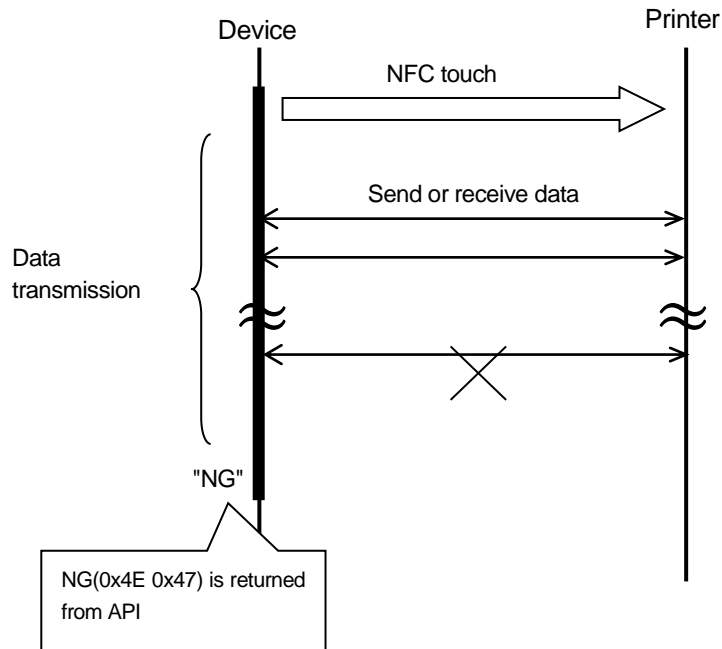 Device
Printer
NFC touch
Send or receive data
Data
transmission
"NG"
NG(0x4E 0x47) is returned
from API